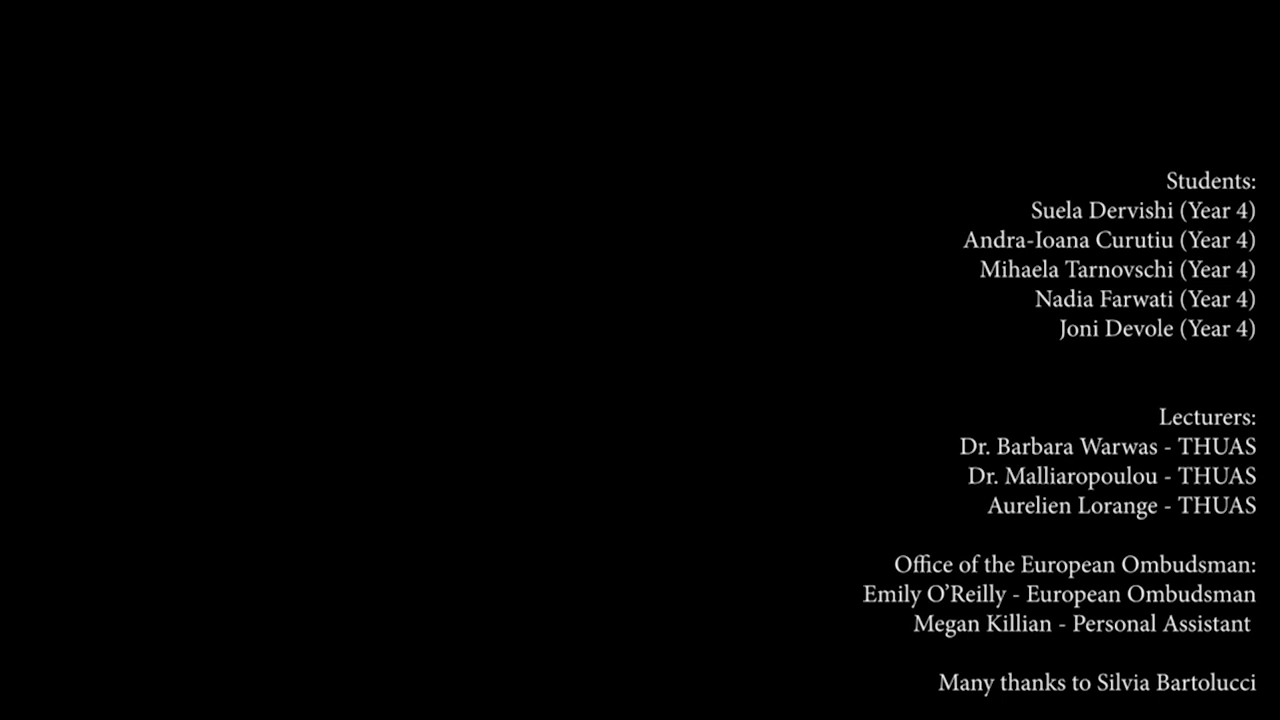 Students:
Suela Dervishi (Year 4)
Andra-Ioana Curutiu (Year 4)
Mihaela Tarnovschi (Year 4)
Nadia Farwati (Year 4)
Joni Devole (Year 4)
Lecturers:
Dr. Barbara Warwas - THUAS
Dr. Malliaropoulou - THUAS
Aurelien Lorange - THUAS
Office of the European Ombudsman:
Emily O’Reilly - European Ombudsman
Megan Killian - Personal Assistant
Many thanks to Silvia Bartolucci